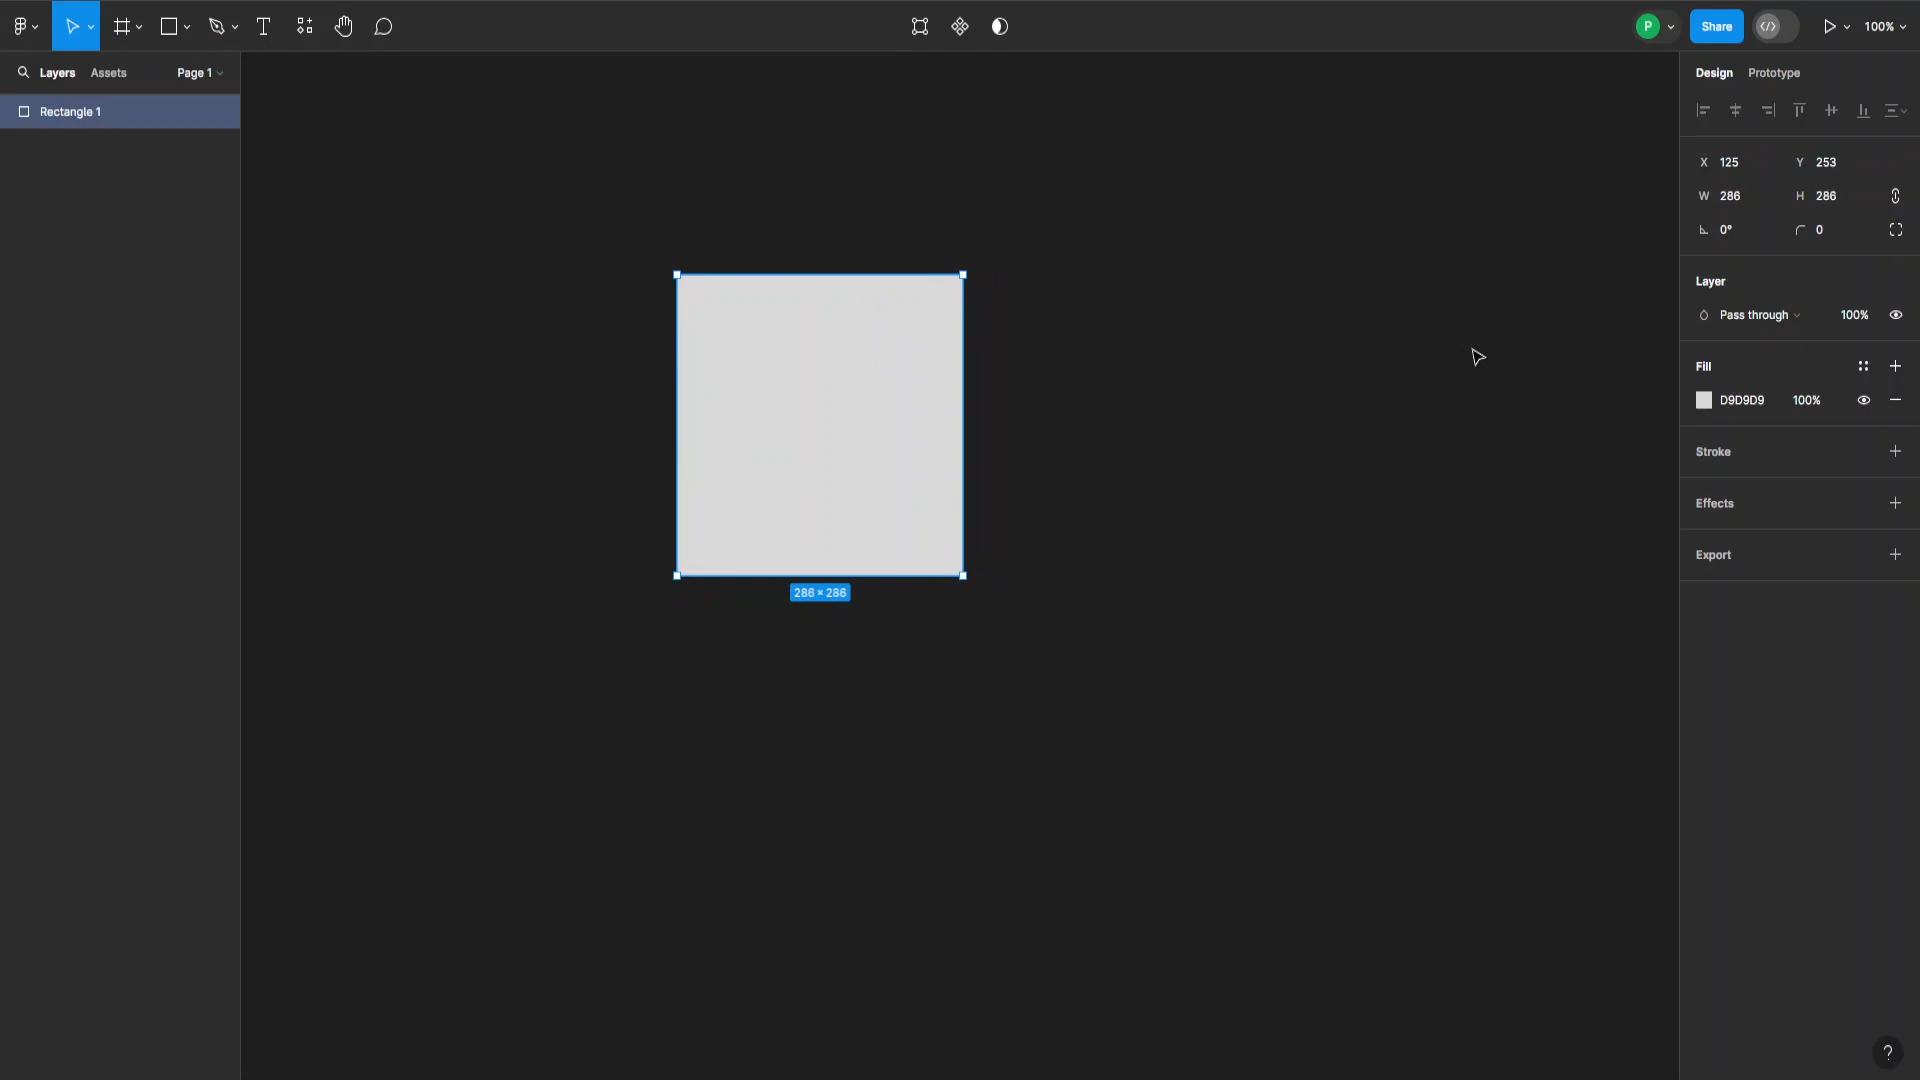 P
Share
100%
Layers
Assets
Page 1
Design
Prototype
Rectangle 1
X 125
Y 253
W 286
H 286
0°
0
Layer
Pass through
100%
Fill
D9D9D9
100%
Stroke
Effects
Export
286 × 286
?